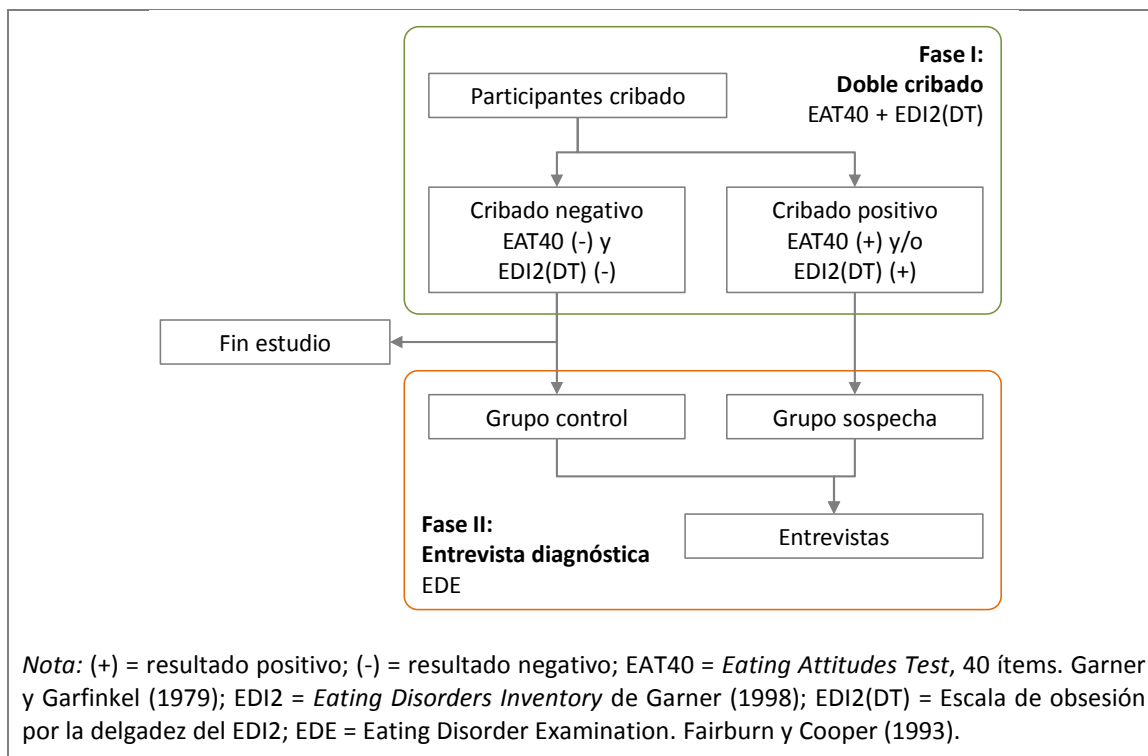 Fase I:
Doble cribado
EAT40 + EDI2(DT)
Participantes cribado
Cribado negativo
EAT40 (-) y
EDI2(DT) (-)
Cribado positivo
EAT40 (+) y/o
EDI2(DT) (+)
Fin estudio
Grupo control
Grupo sospecha
Fase II:
Entrevista diagnóstica
EDE
Entrevistas
Nota: (+) = resultado positivo; (-) = resultado negativo; EAT40 = Eating Attitudes Test, 40 ítems. Garner
y Garfinkel (1979); EDI2 = Eating Disorders Inventory de Garner (1998); EDI2(DT) = Escala de obsesión
por la delgadez del EDI2; EDE = Eating Disorder Examination. Fairburn y Cooper (1993).